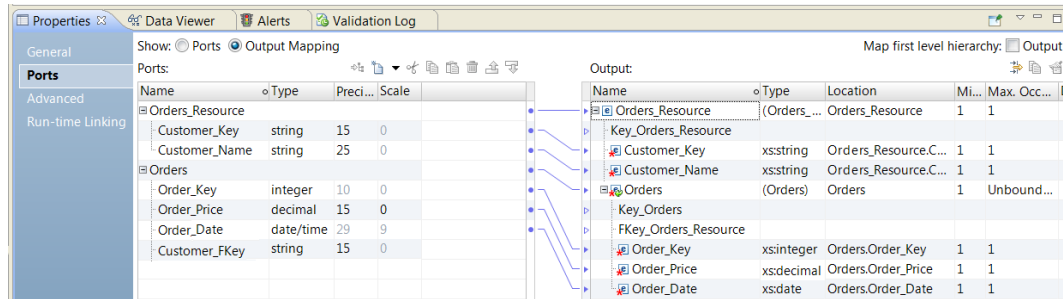 Properties Data Viewer Alerts Validation Log
General
Ports
Advanced
Run-time Linking
Show: Ports Output Mapping Map first level hierarchy: Output
Ports: Output:
Name Type Preci... Scale Name Type Location Mi... Max. Occ...
Orders_Resource Orders_Resource (Orders_... Orders_Resource 1 1
Customer_Key string 15 0 Key_Orders_Resource
Customer_Name string 25 0 Customer_Key xs:string Orders_Resource.C... 1 1
Customer_Name xs:string Orders_Resource.C... 1 1
Orders Orders (Orders) Orders 1 Unbound...
Order_Key integer 10 0 Key_Orders
Order_Price decimal 15 0 FKey_Orders_Resource
Order_Date date/time 29 9
Customer_FKey string 15 0 Order_Key xs:integer Orders.Order_Key 1 1
Order_Price xs:decimal Orders.Order_Price 1 1
Order_Date xs:date Orders.Order_Date 1 1